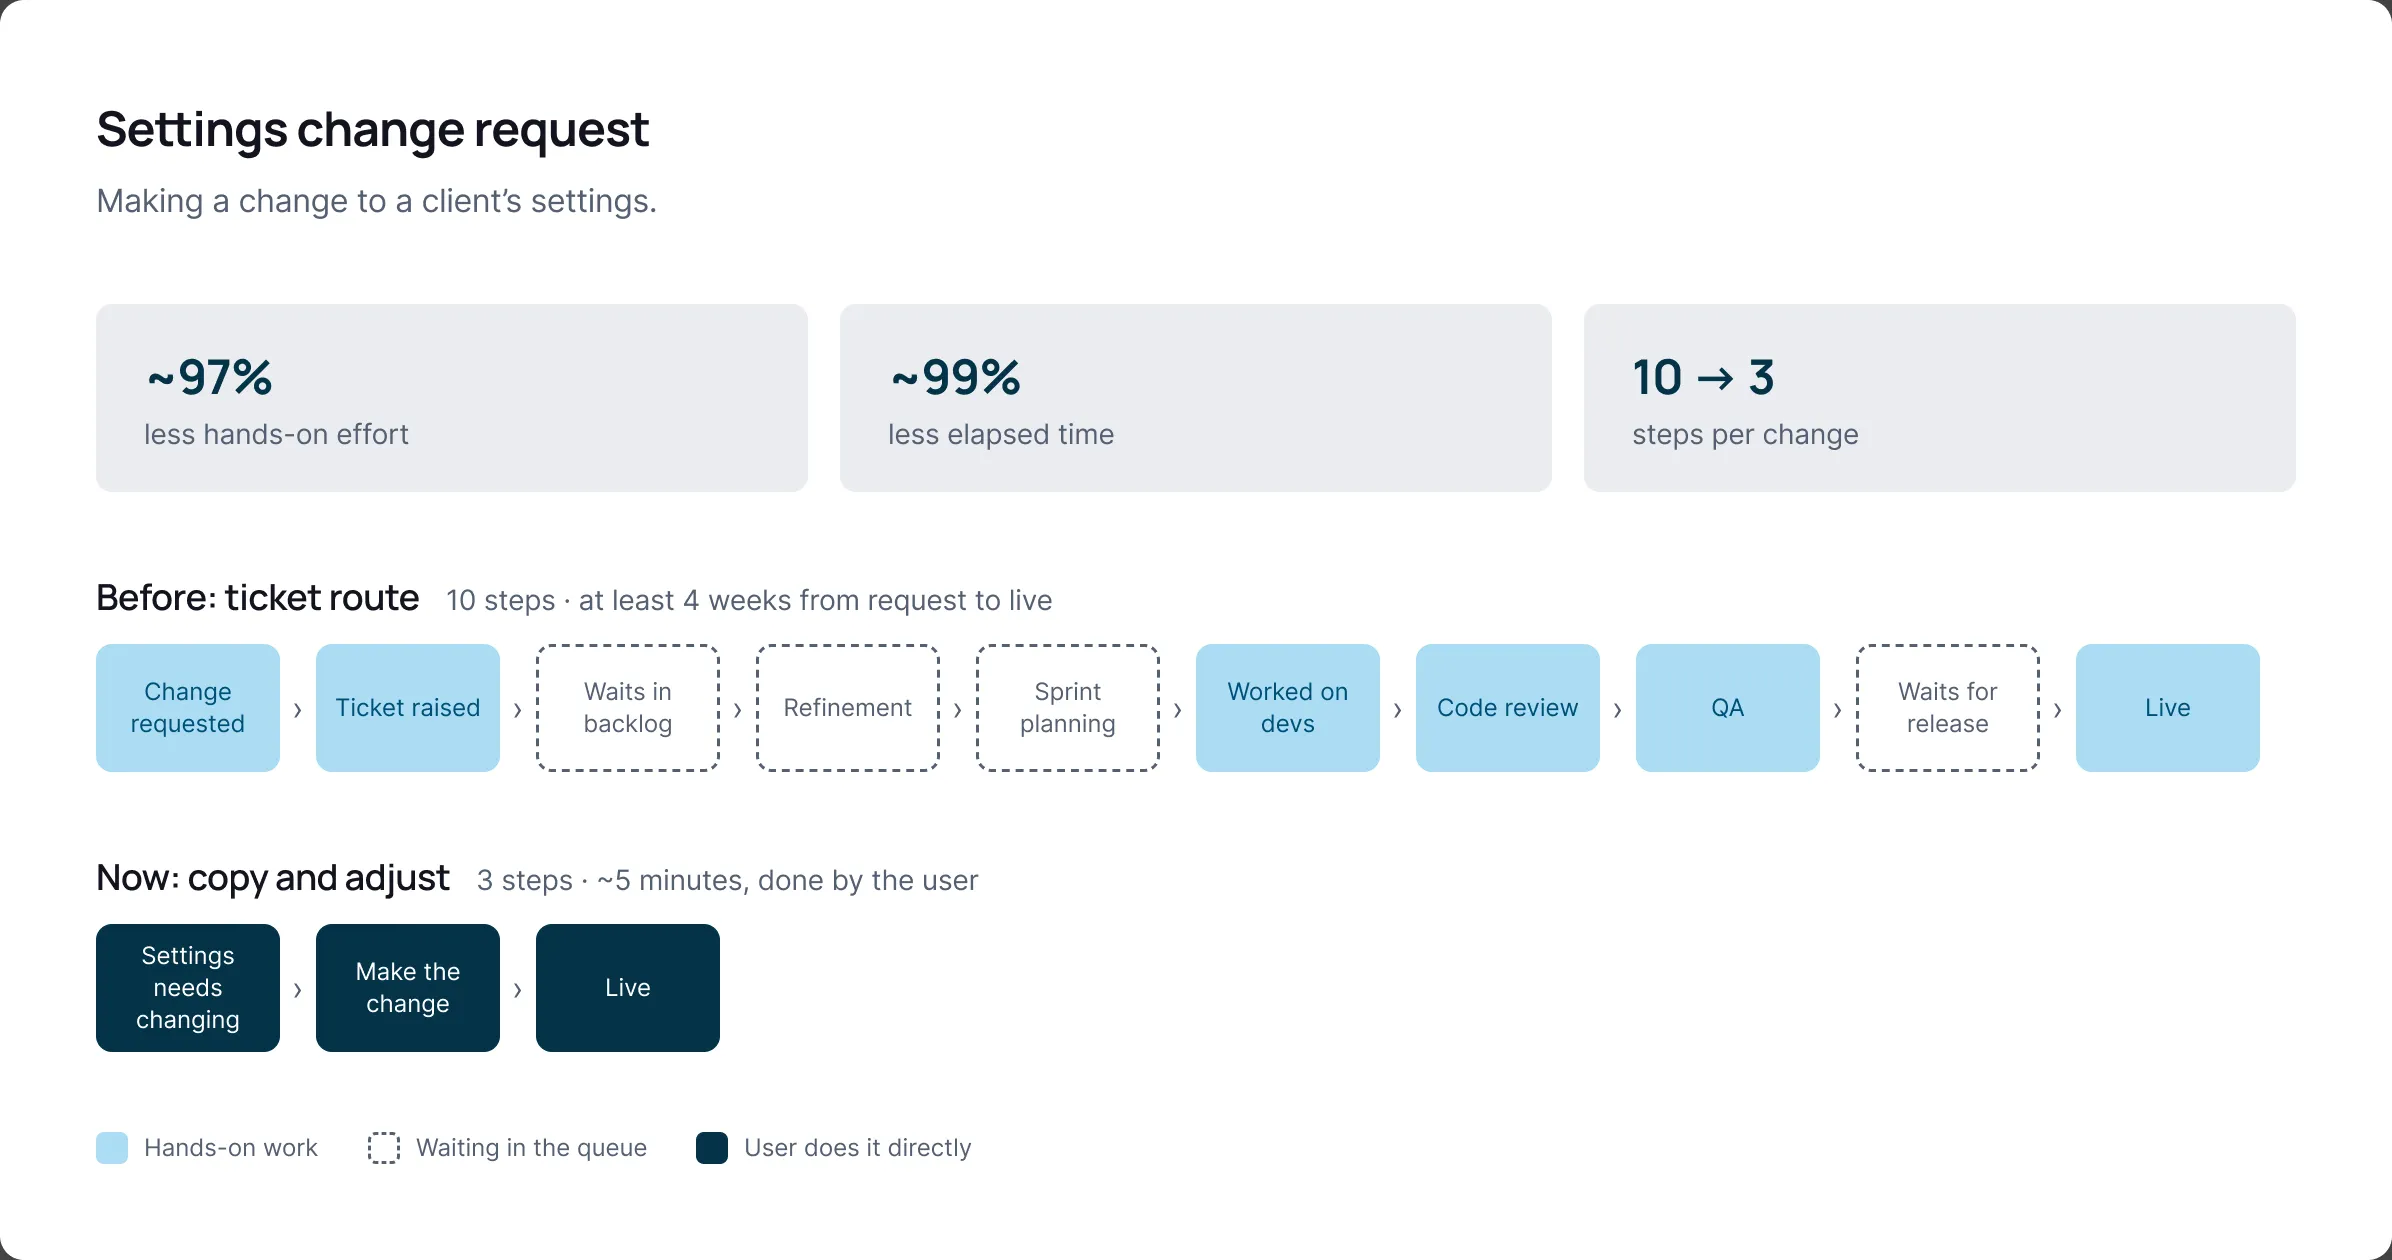 Settings change request
Making a change to a client’s settings.
~97%
less hands-on effort
~99%
less elapsed time
10 → 3
steps per change
Before: ticket route 10 steps · at least 4 weeks from request to live
Change
requested
›
Ticket raised
›
Waits in
backlog
›
Refinement
›
Sprint
planning
›
Worked on
devs
›
Code review
›
QA
›
Waits for
release
›
Live
Now: copy and adjust 3 steps · ~5 minutes, done by the user
Settings
needs
changing
›
Make the
change
›
Live
Hands-on work
Waiting in the queue
User does it directly